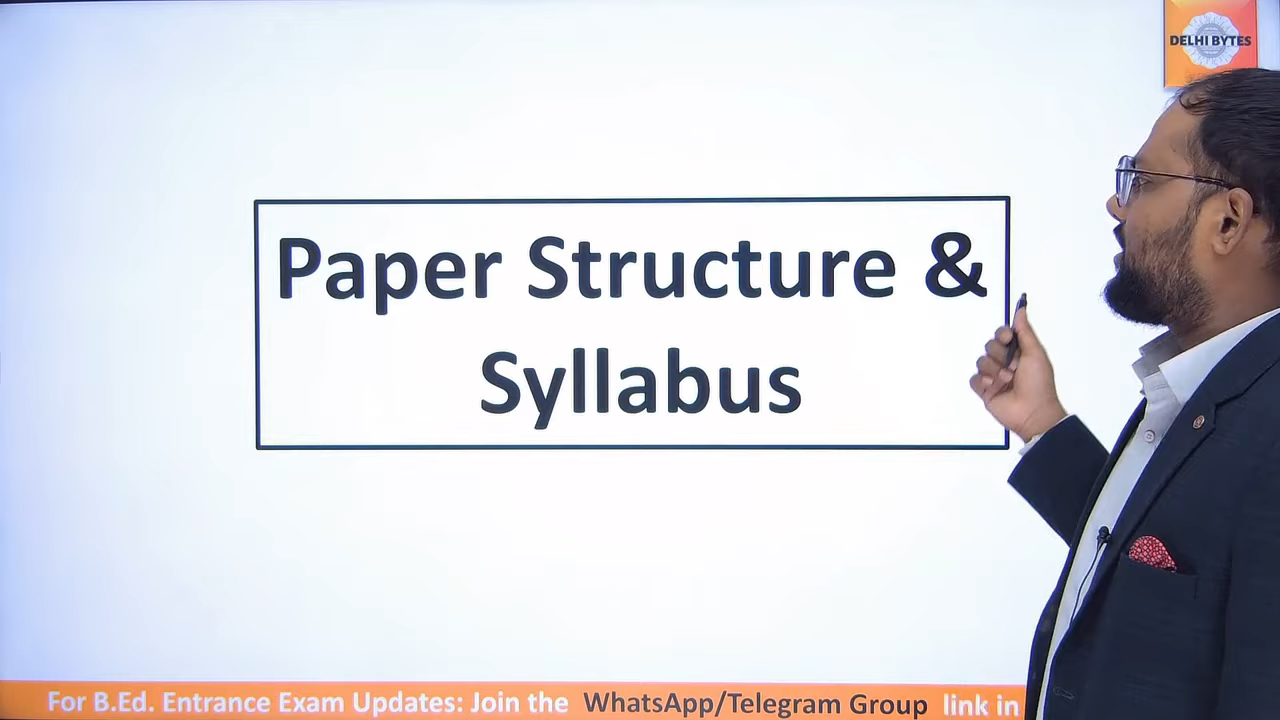 DELHI BYTES
Paper Structure &
Syllabus
For B.Ed. Entrance Exam Updates: Join the WhatsApp/Telegram Group link in